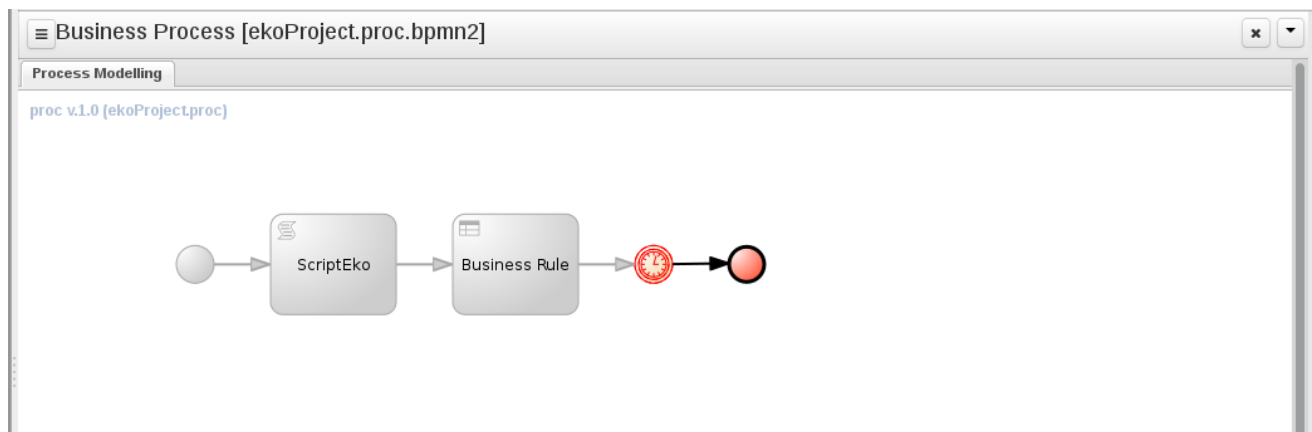 Business Process [ekoProject.proc.bpmn2]
Process Modelling
proc v.1.0 (ekoProject.proc)
ScriptEko
Business Rule